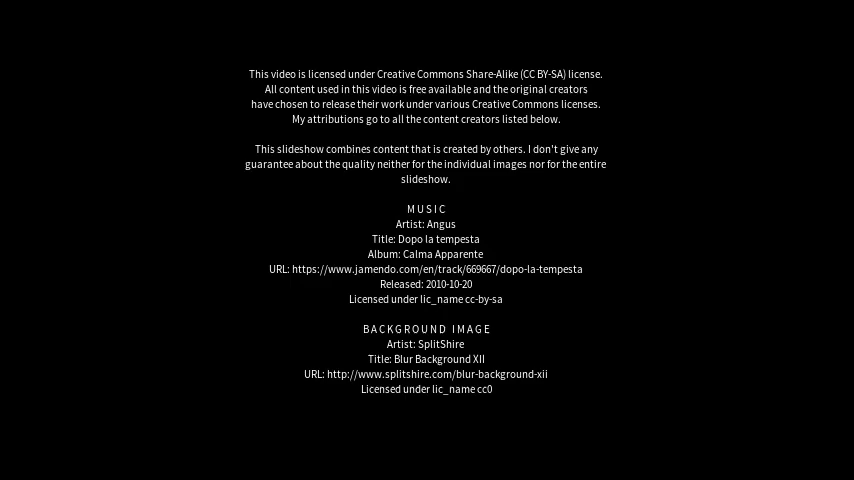 This video is licensed under Creative Commons Share-Alike (CC BY-SA) license.
All content used in this video is free available and the original creators
have chosen to release their work under various Creative Commons licenses.
My attributions go to all the content creators listed below.
This slideshow combines content that is created by others. I don't give any
guarantee about the quality neither for the individual images nor for the entire
slideshow.
MUSIC
Artist: Angus
Title: Dopo la tempesta
Album: Calma Apparente
URL: https://www.jamendo.com/en/track/669667/dopo-la-tempesta
Released: 2010-10-20
Licensed under lic_name cc-by-sa
BACKGROUND IMAGE
Artist: SplitShire
Title: Blur Background XII
URL: http://www.splitshire.com/blur-background-xii
Licensed under lic_name cc0